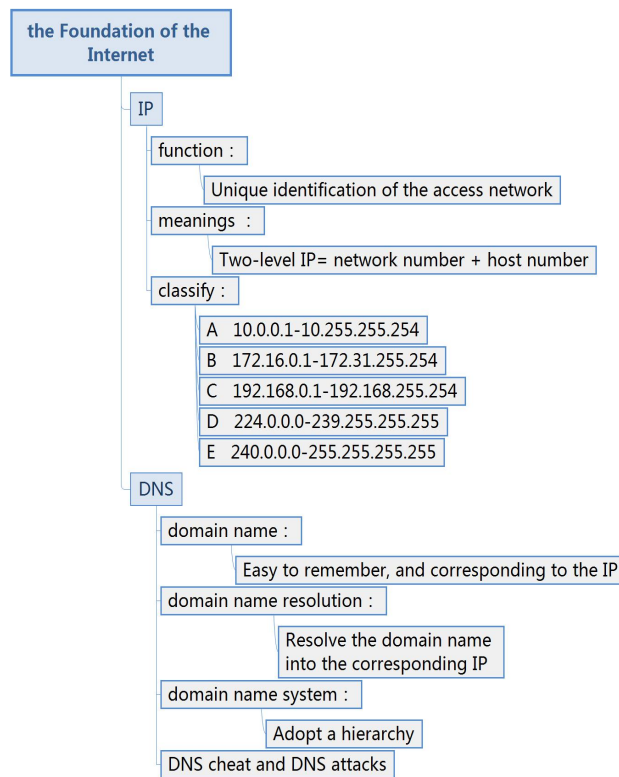 the Foundation of the
Internet
IP
function：
Unique identification of the access network
meanings ：
Two-level IP= network number + host number
classify：
A 10.0.0.1-10.255.255.254
B 172.16.0.1-172.31.255.254
C 192.168.0.1-192.168.255.254
D 224.0.0.0-239.255.255.255
E 240.0.0.0-255.255.255.255
DNS
domain name：
Easy to remember, and corresponding to the IP
domain name resolution：
Resolve the domain name
into the corresponding IP
domain name system：
Adopt a hierarchy
DNS cheat and DNS attacks